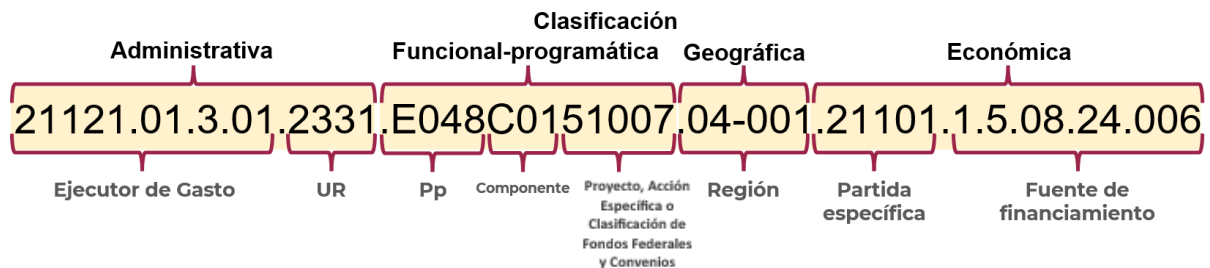 Clasificación
Administrativa Funcional-programática Geográfica Económica
21121.01.3.01.2331.E048C0151007.04-001.21101.1.5.08.24.006
Ejecutor de Gasto UR Pp Componente Proyecto, Acción Región Partida Fuente de
Específica o específica financiamiento
Clasificación de
Fondos Federales
y Convenios